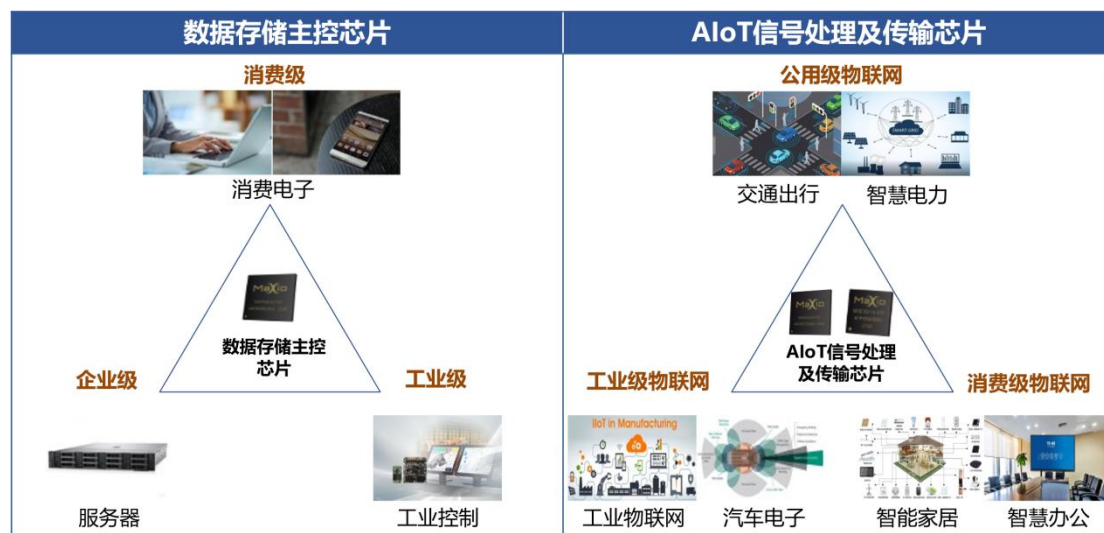 数据存储主控芯片
AIoT信号处理及传输芯片
消费级
消费电子
MaXio
数据存储主控
芯片
企业级
工业级
服务器
工业控制
公用级物联网
SMART GRID
交通出行
智慧电力
MaXio
MaXio
AIoT信号处理
及传输芯片
工业级物联网
消费级物联网
IIoT in Manufacturing
工业物联网
汽车电子
智能家居
智慧办公